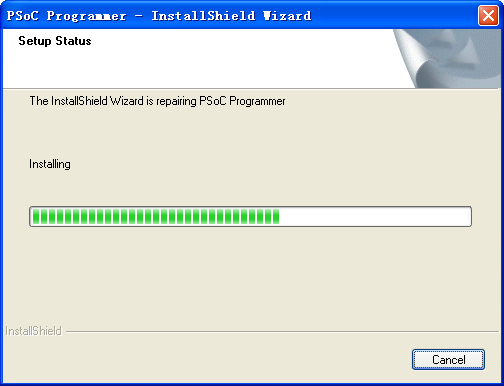 PSoC Programmer - InstallShield Wizard
Setup Status
The InstallShield Wizard is repairing PSoC Programmer
Installing
InstallShield
Cancel